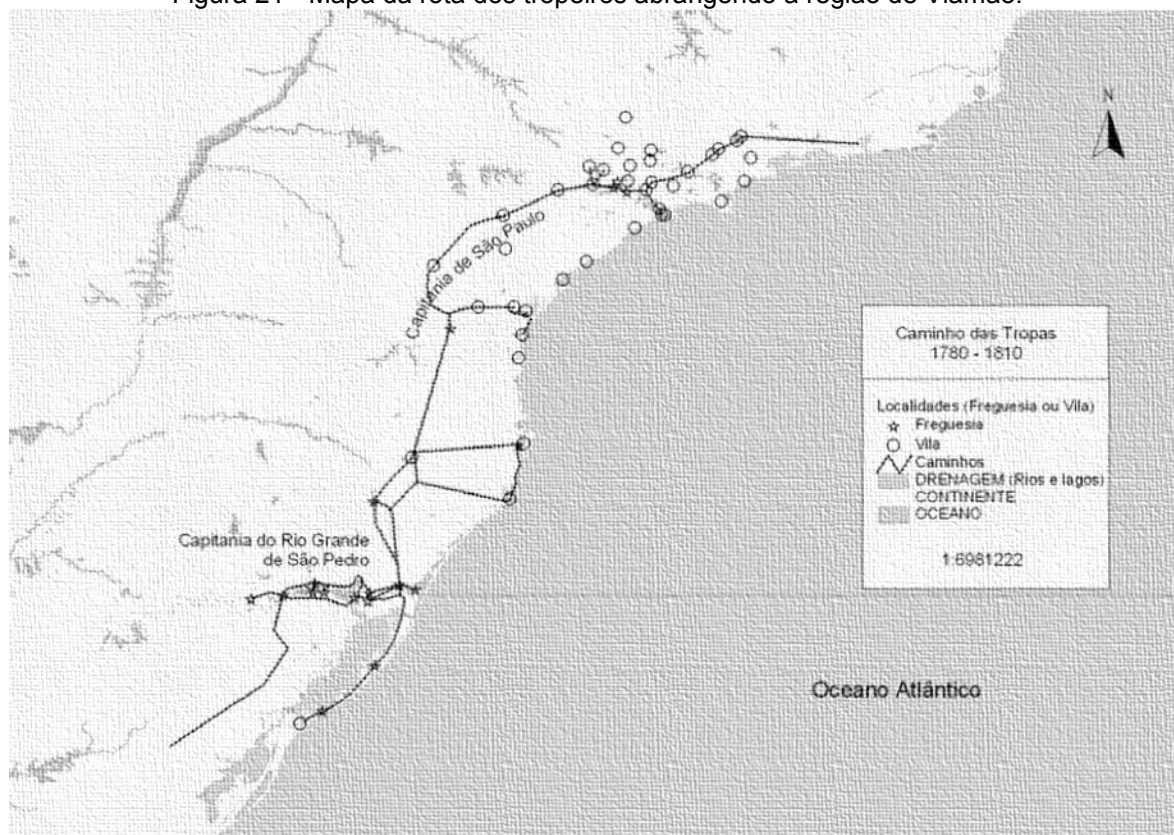 Figura 21 - Mapa da rota dos tropeiros abrangendo a região de Viamão.
N
Capitania de São Paulo
Caminho das Tropas
1780 - 1810
Localidades (Freguesia ou Vila)
Freguesia
Vila
Caminhos
DRENAGEM (Rios e lagos)
CONTINENTE
OCEANO
1:6981222
Capitania do Rio Grande
de São Pedro
Oceano Atlântico